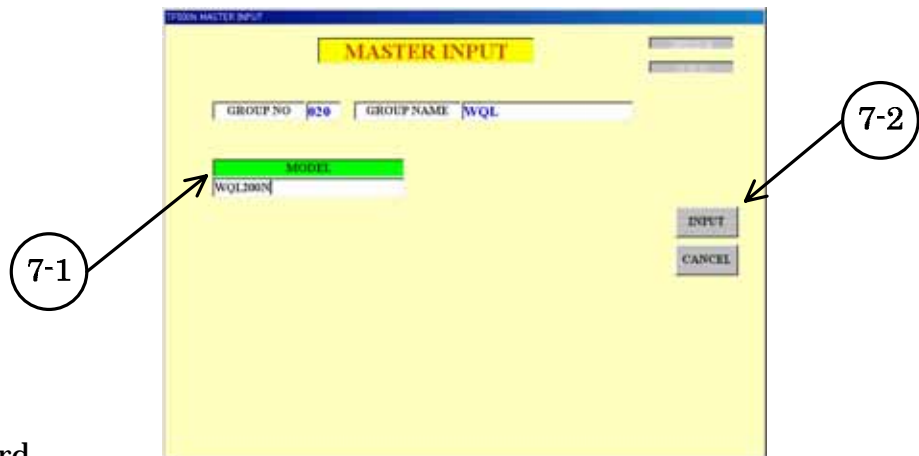 TF500N MASTER INPUT
MASTER INPUT
GROUP NO 020 GROUP NAME WQL
7-2
MODEL
WQL200N
INPUT
7-1
CANCEL
rd